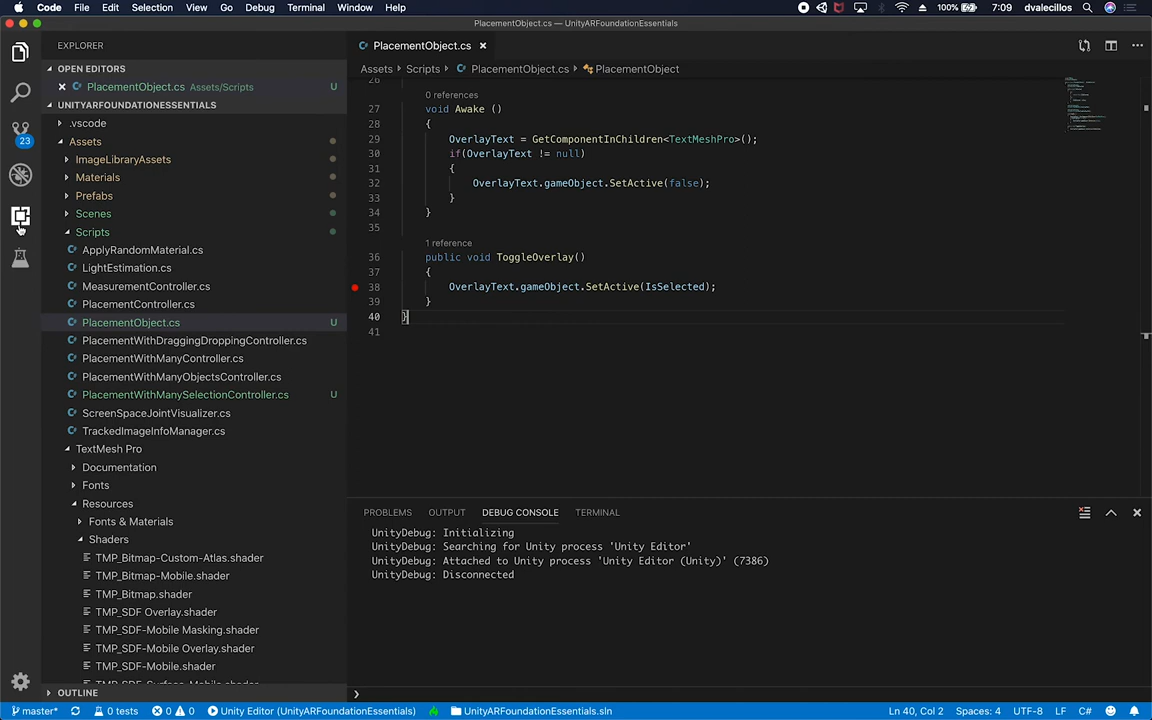 Code File Edit Selection View Go Debug Terminal Window Help 100% 7:09 dvalecillos
PlacementObject.cs — UnityARFoundationEssentials
EXPLORER
OPEN EDITORS
PlacementObject.cs Assets/Scripts U
UNITYARFOUNDATIONESSENTIALS
.vscode
Assets
ImageLibraryAssets
Materials
Prefabs
Scenes
Scripts
ApplyRandomMaterial.cs
LightEstimation.cs
MeasurementController.cs
PlacementController.cs
PlacementObject.cs U
PlacementWithDraggingDroppingController.cs
PlacementWithManyController.cs
PlacementWithManyObjectsController.cs
PlacementWithManySelectionController.cs U
ScreenSpaceJointVisualizer.cs
TrackedImageInfoManager.cs
TextMesh Pro
Documentation
Fonts
Resources
Fonts & Materials
Shaders
TMP_Bitmap-Custom-Atlas.shader
TMP_Bitmap-Mobile.shader
TMP_Bitmap.shader
TMP_SDF Overlay.shader
TMP_SDF-Mobile Masking.shader
TMP_SDF-Mobile Overlay.shader
TMP_SDF-Mobile.shader
TMP_SDF-Surface-Mobile.shader
OUTLINE
23
PlacementObject.cs
Assets Scripts PlacementObject.cs PlacementObject
26
0 references
27 void Awake ()
28 {
29 OverlayText = GetComponentInChildren<TextMeshPro>();
30 if(OverlayText != null)
31 {
32 OverlayText.gameObject.SetActive(false);
33 }
34 }
35
1 reference
36 public void ToggleOverlay()
37 {
38 OverlayText.gameObject.SetActive(IsSelected);
39 }
40 }
41
PROBLEMS OUTPUT DEBUG CONSOLE TERMINAL
UnityDebug: Initializing
UnityDebug: Searching for Unity process 'Unity Editor'
UnityDebug: Attached to Unity process 'Unity Editor (Unity)' (7386)
UnityDebug: Disconnected
master* 0 tests 0 0 Unity Editor (UnityARFoundationEssentials) UnityARFoundationEssentials.sln Ln 40, Col 2 Spaces: 4 UTF-8 LF C#